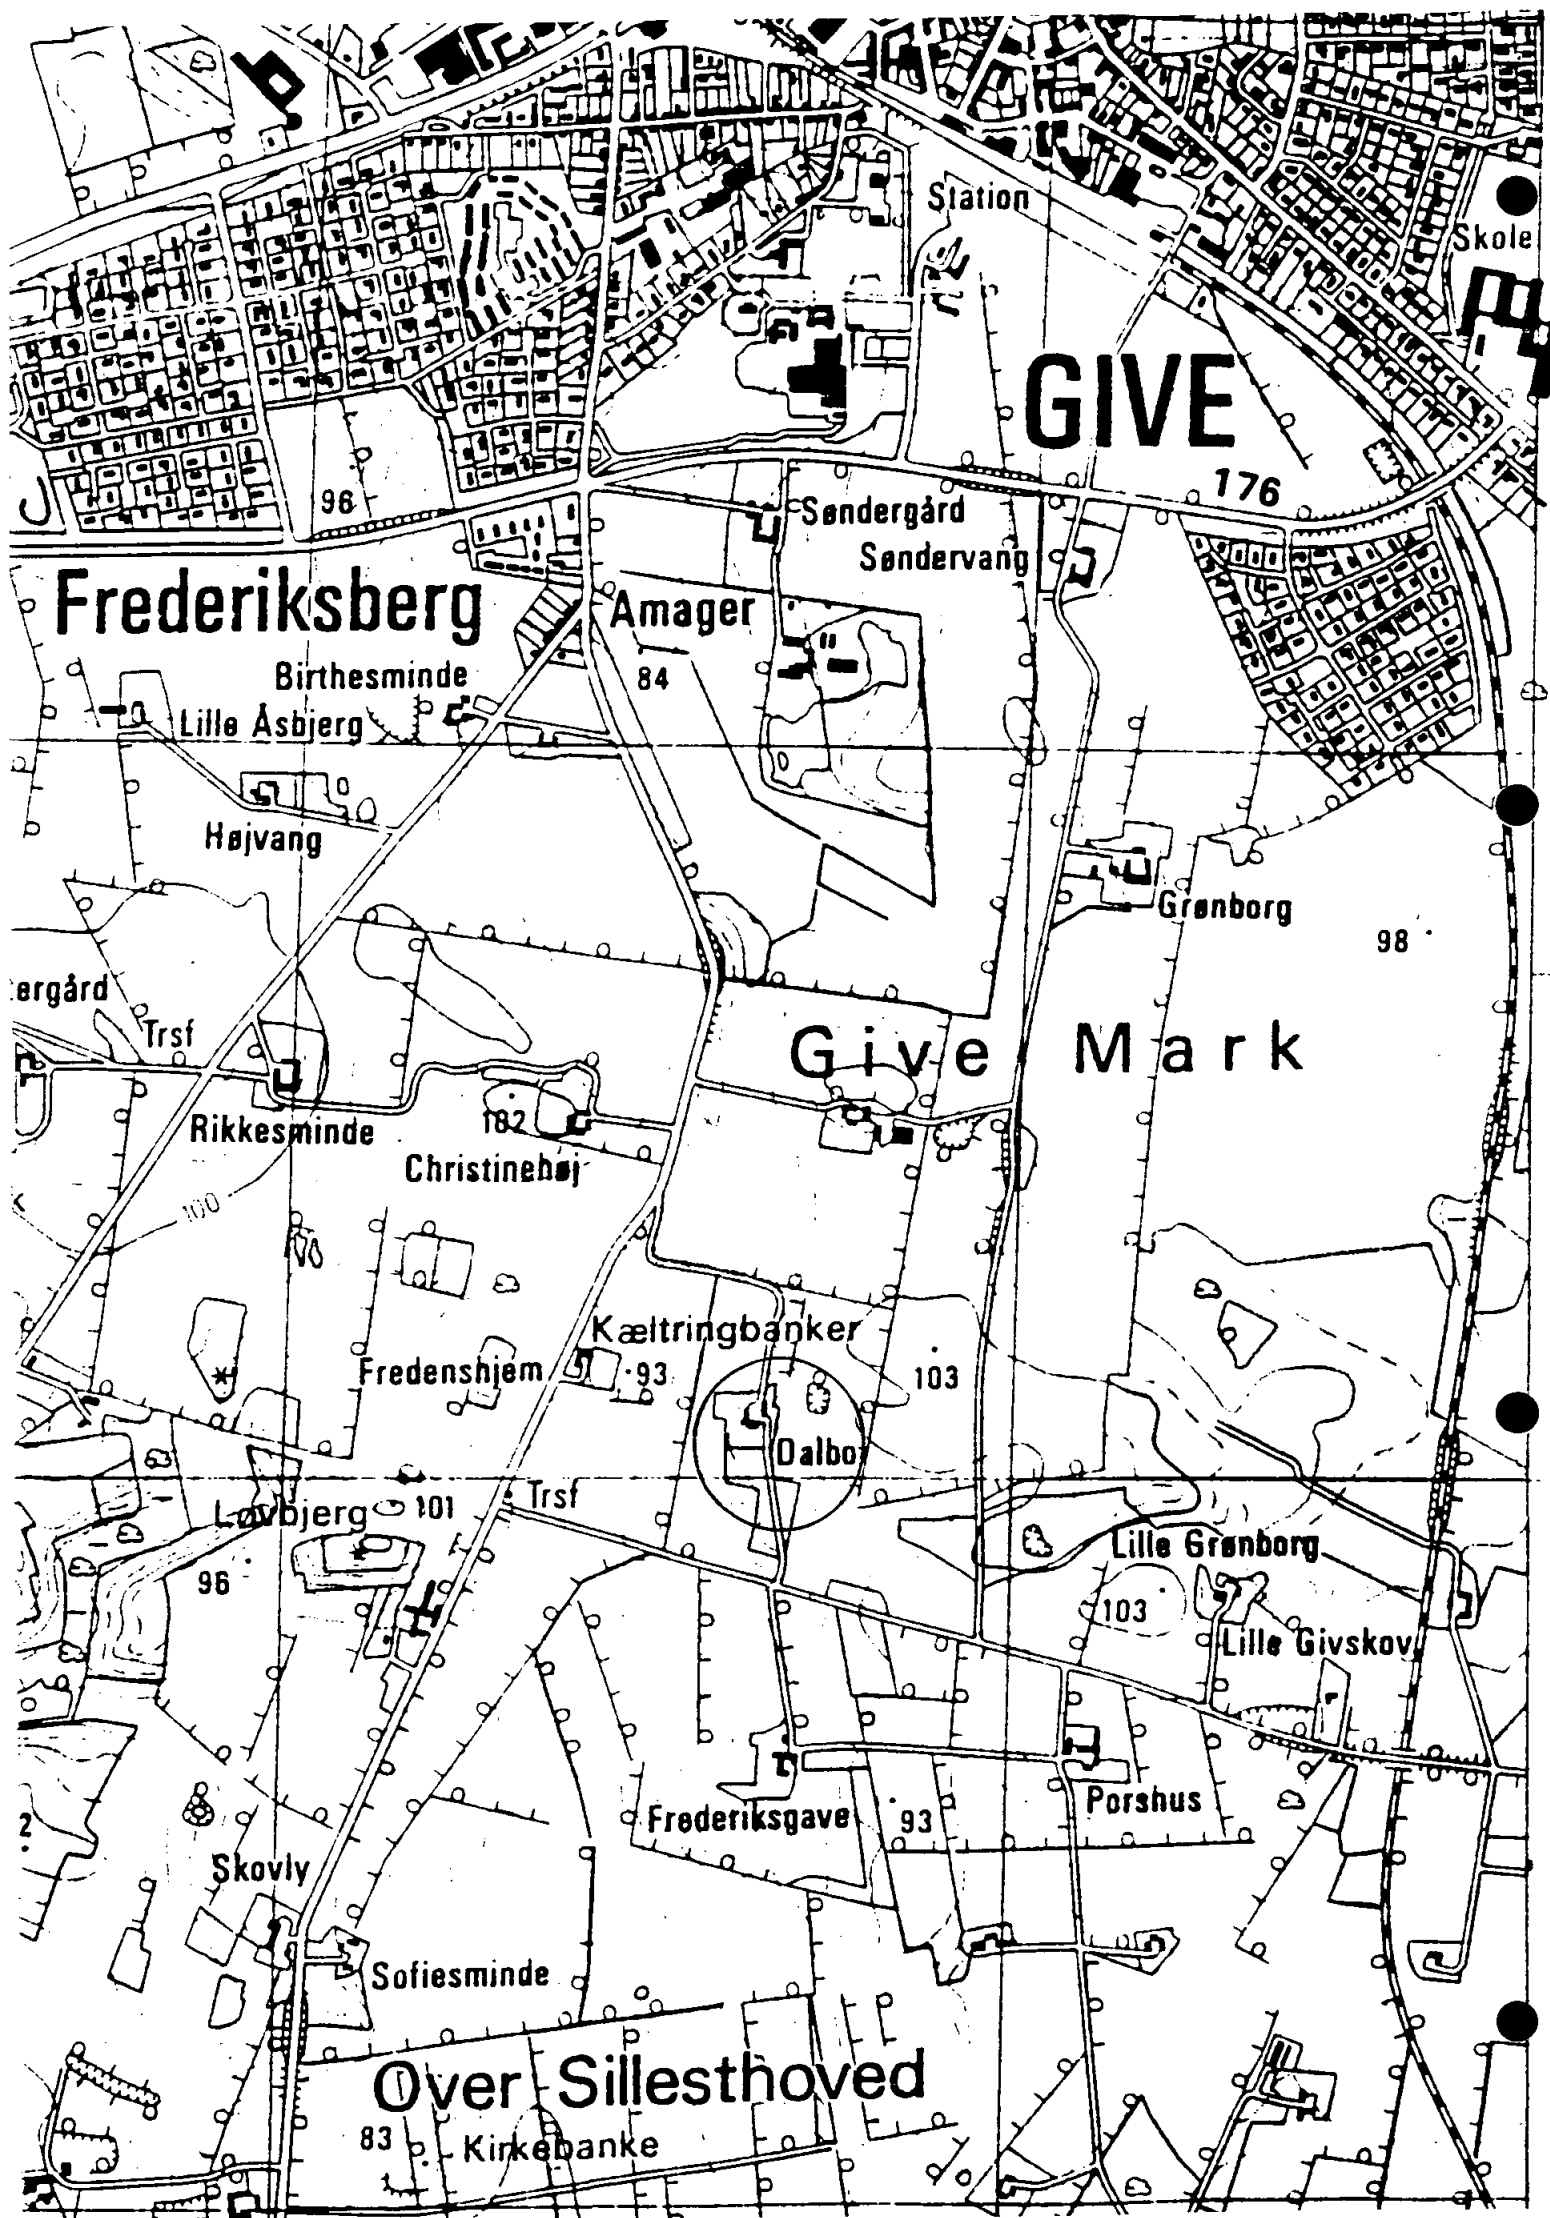 Station
Skole
GIVE
176
96
Søndergård
Søndervang
Frederiksberg
Amager
84
Birthesminde
Lille Åsbjerg
Højvang
Grønborg
98
ergård
Trsf
Give Mark
102
Rikkesminde
Christinehøj
100
Kæltringbanker
Fredenshjem
93
103
Dalbo
Trsf
Løvbjerg
101
96
Lille Grønborg
103
Lille Givskov
Frederiksgave
93
Porshus
2
Skovly
Sofiesminde
Over Sillesthoved
83
Kirkebanke